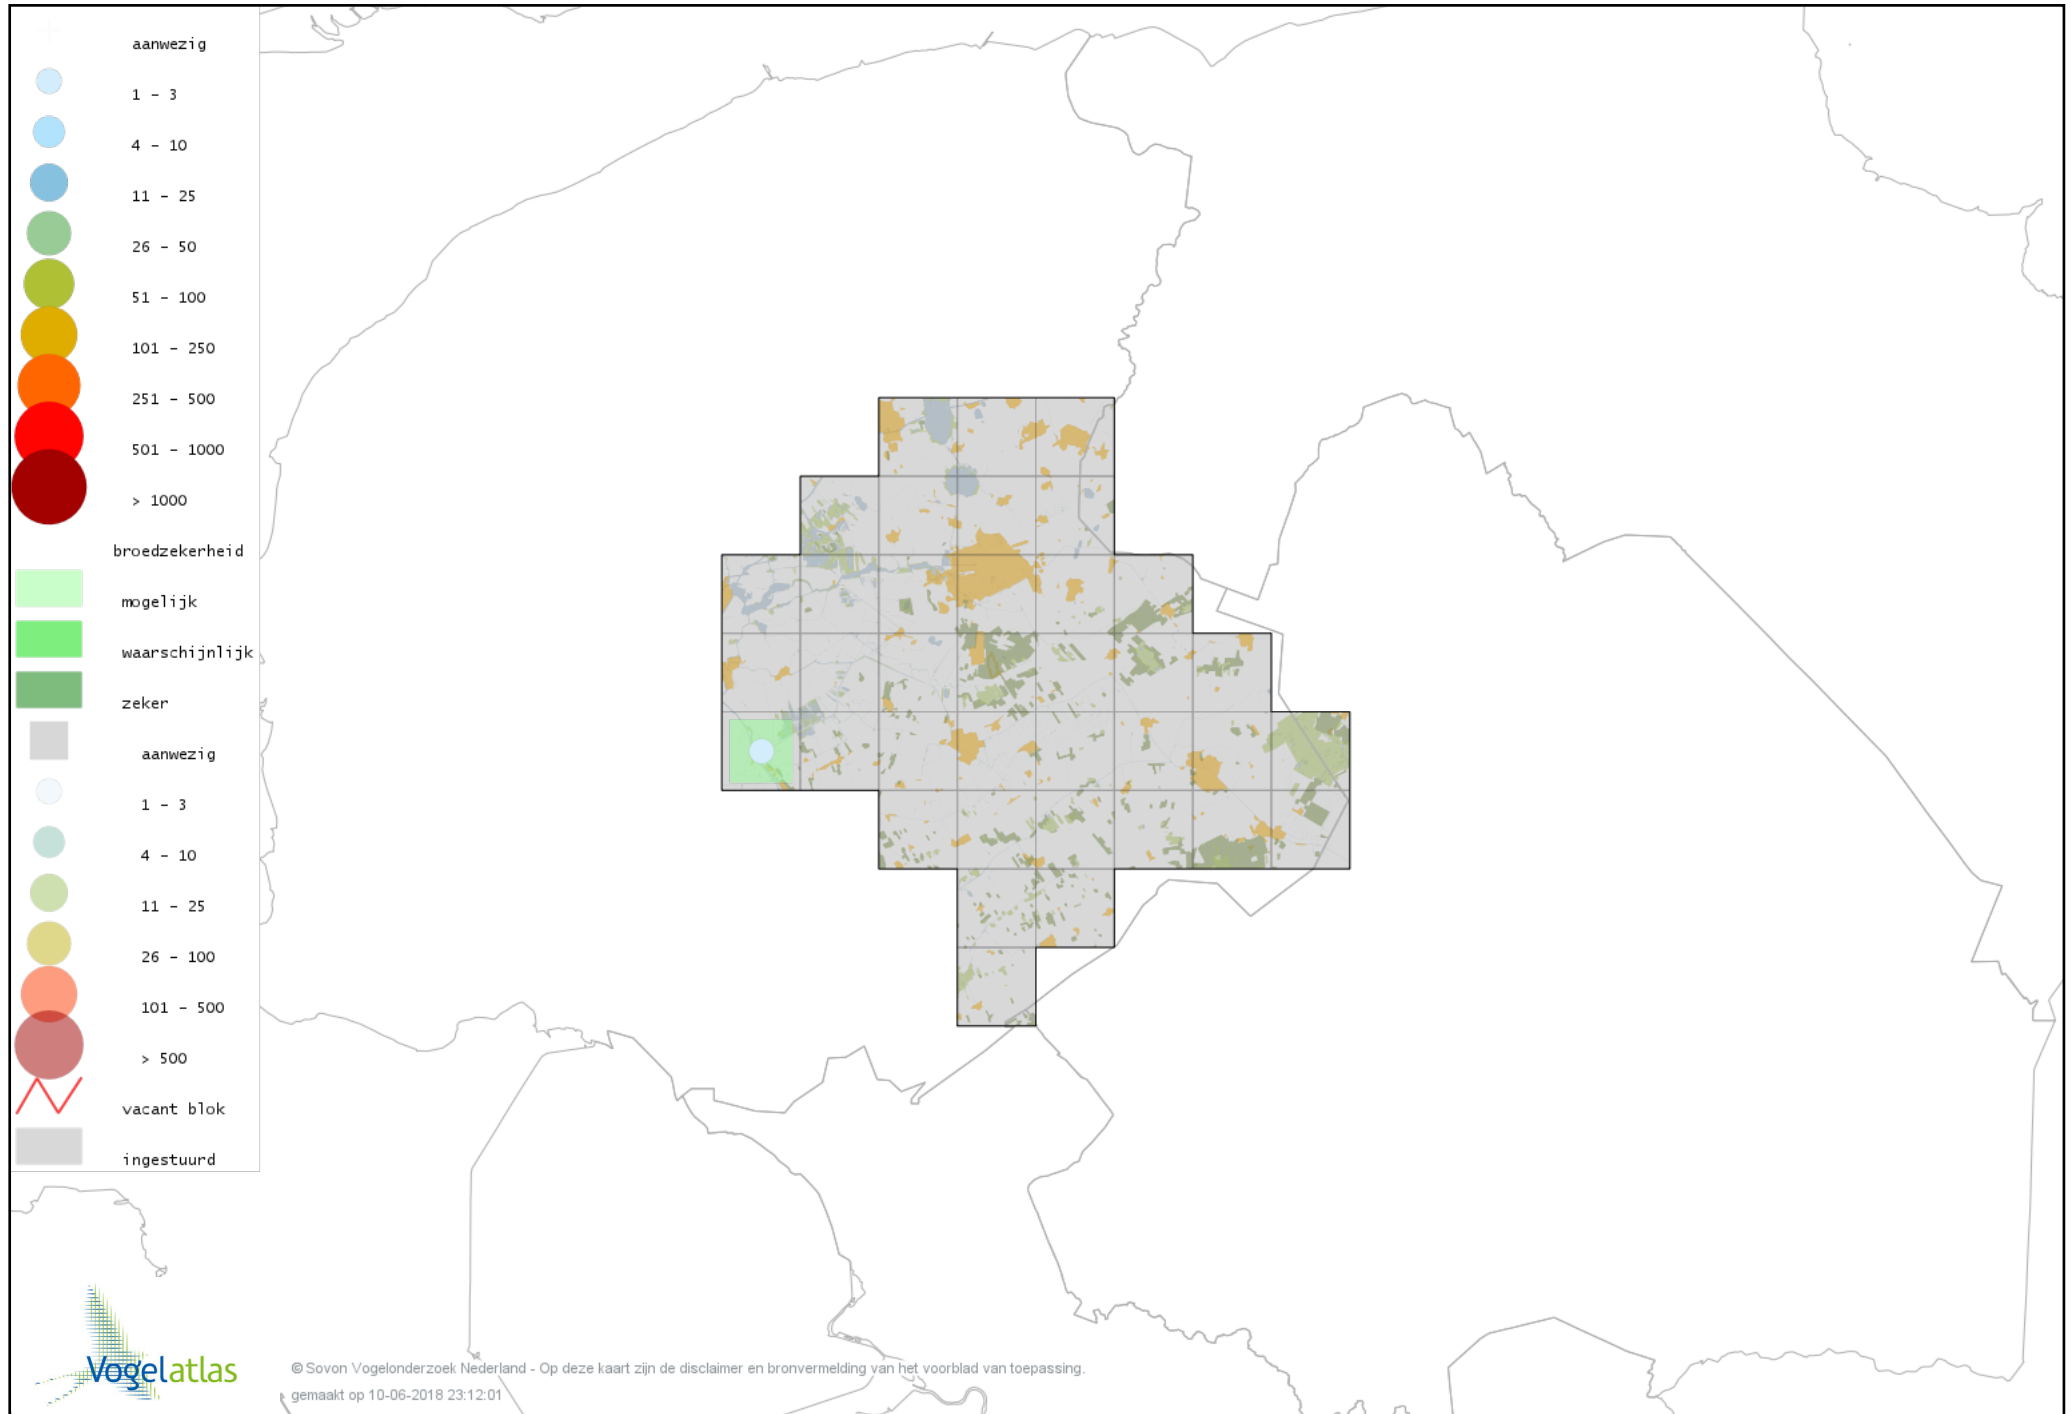 aanwezig
1 - 3
4 - 10
11 - 25
26 - 50
51 - 100
101 - 250
251 - 500
501 - 1000
> 1000
broedzekerheid
mogelijk
waarschijnlijk
zeker
aanwezig
1 - 3
4 - 10
11 - 25
26 - 100
101 - 500
> 500
vacant blok
ingestuurd
Vogelatlas
© Sovon Vogelonderzoek Nederland - Op deze kaart zijn de disclaimer en bronvermelding van het voorblad van toepassing.
gemaakt op 10-06-2018 23:12:01